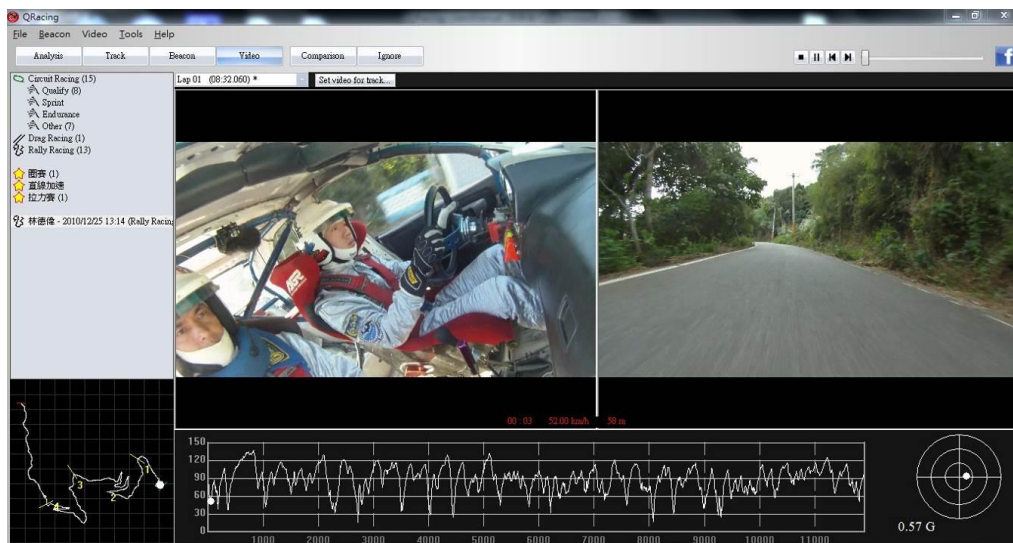 QRacing
File Beacon Video Tools Help
Analysis Track Beacon Video Comparison Ignore
f
Circuit Racing (15)
Qualify (8)
Sprint
Endurance
Other (7)
Drag Racing (1)
Rally Racing (13)
圈賽 (1)
直線加速
拉力賽 (1)
林德偉 - 2010/12/25 13:14 (Rally Racing
Lap 01 (08:32.060) * Set video for track...
ASR
00 : 03 52.00 km/h 58 m
1
2
3
4
150
120
90
60
30
0
1000 2000 3000 4000 5000 6000 7000 8000 9000 10000 11000
0.57 G